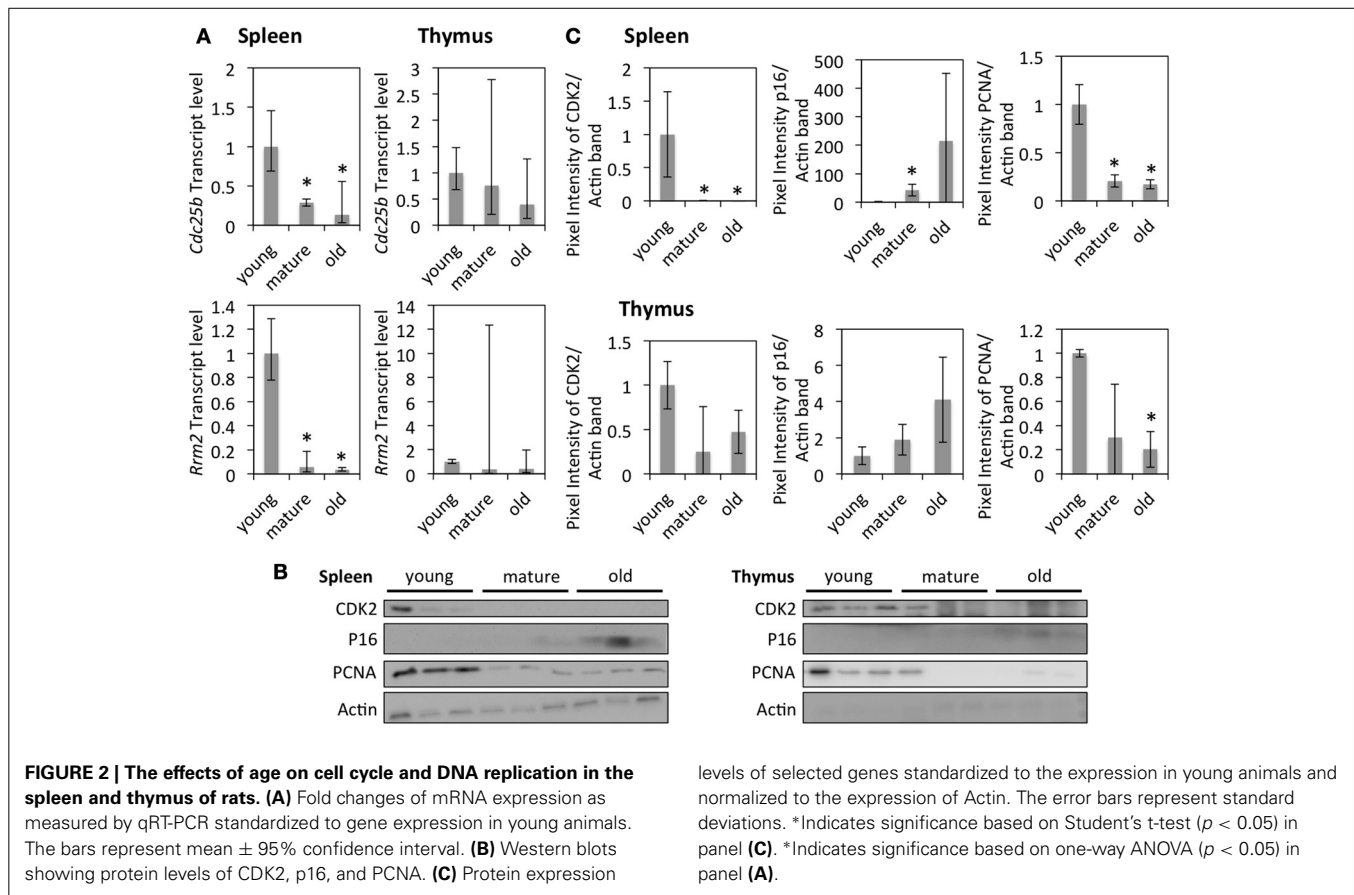 A Spleen Thymus
Cdc25b Transcript level
2
1.5
1
0.5
0
* *
young mature old
Cdc25b Transcript level
3
2.5
2
1.5
1
0.5
0
young mature old
Rrm2 Transcript level
1.4
1.2
1
0.8
0.6
0.4
0.2
0
* *
young mature old
Rrm2 Transcript level
14
12
10
8
6
4
2
0
young mature old
C Spleen
Pixel Intensity of CDK2/
Actin band
2
1.5
1
0.5
0
* *
young mature old
Pixel Intensity p16/
Actin band
500
400
300
200
100
0
*
young mature old
Pixel Intensity PCNA/
Actin band
1.5
1
0.5
0
* *
young mature old
Thymus
Pixel Intensity of CDK2/
Actin band
1.5
1
0.5
0
young mature old
Pixel Intensity of p16/
Actin band
8
6
4
2
0
young mature old
Pixel Intensity of PCNA/
Actin band
1.2
1
0.8
0.6
0.4
0.2
0
*
young mature old
B Spleen young mature old
CDK2
P16
PCNA
Actin
Thymus young mature old
CDK2
P16
PCNA
Actin
FIGURE 2 | The effects of age on cell cycle and DNA replication in the
spleen and thymus of rats. (A) Fold changes of mRNA expression as
measured by qRT-PCR standardized to gene expression in young animals.
The bars represent mean ± 95% confidence interval. (B) Western blots
showing protein levels of CDK2, p16, and PCNA. (C) Protein expression
levels of selected genes standardized to the expression in young animals and
normalized to the expression of Actin. The error bars represent standard
deviations. *Indicates significance based on Student's t-test (p < 0.05) in
panel (C). *Indicates significance based on one-way ANOVA (p < 0.05) in
panel (A).